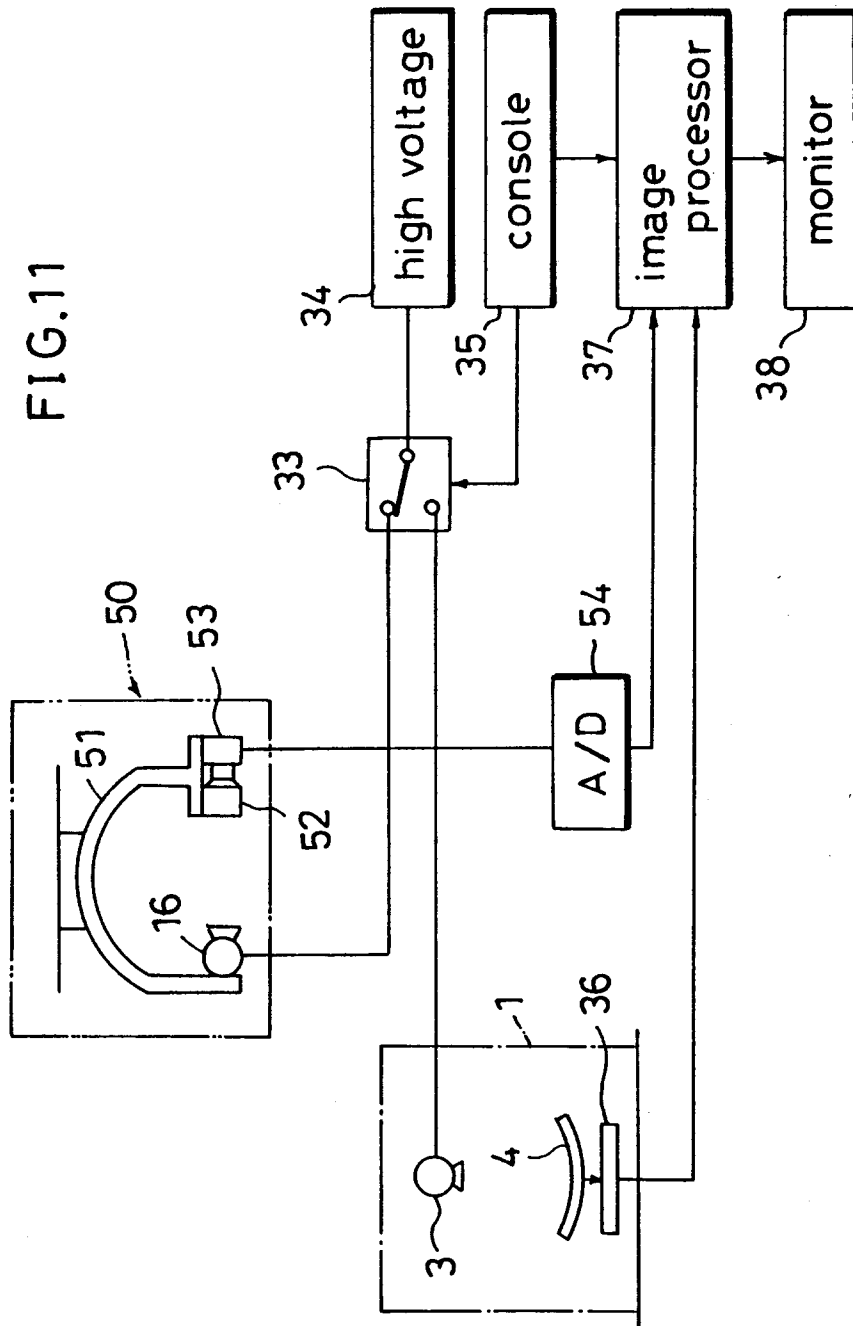 FIG.11
50
51
53
16
52
33
34
high voltage
35
console
1
3
4
36
54
A/D
37
image
processor
38
monitor